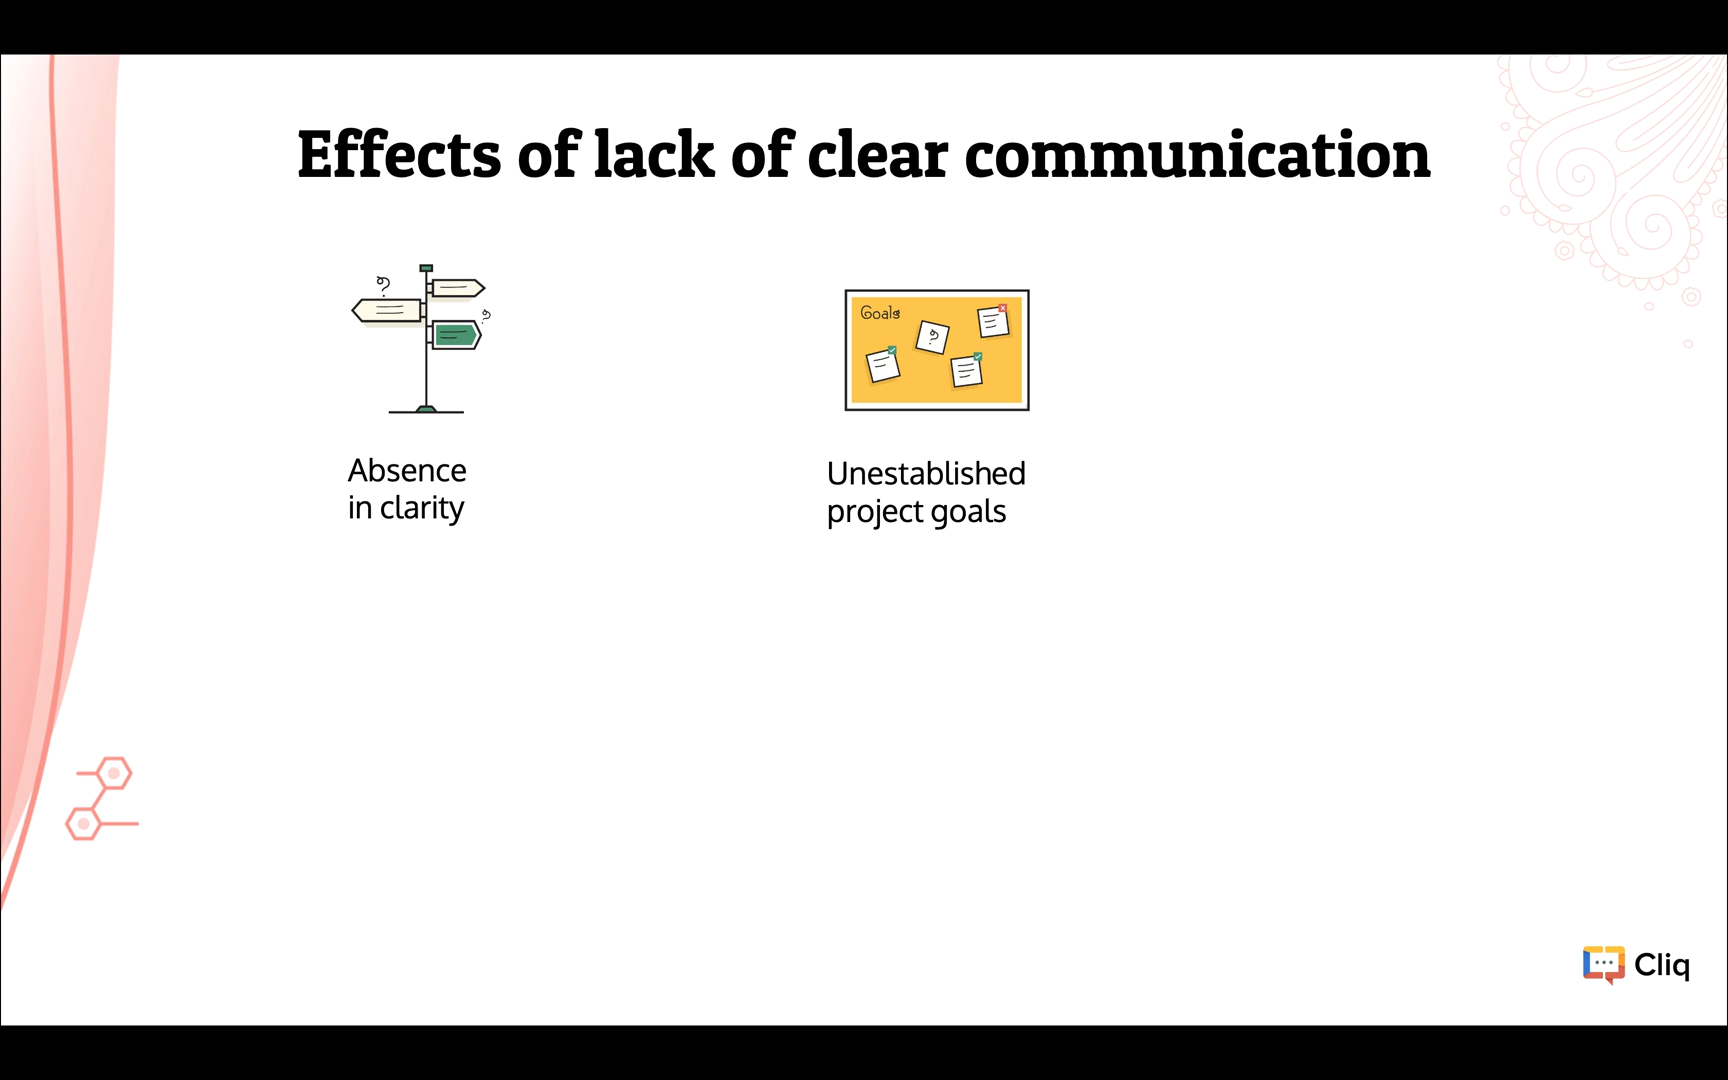 Effects of lack of clear communication
?
?
Goals
?
Absence
in clarity
Unestablished
project goals
Cliq